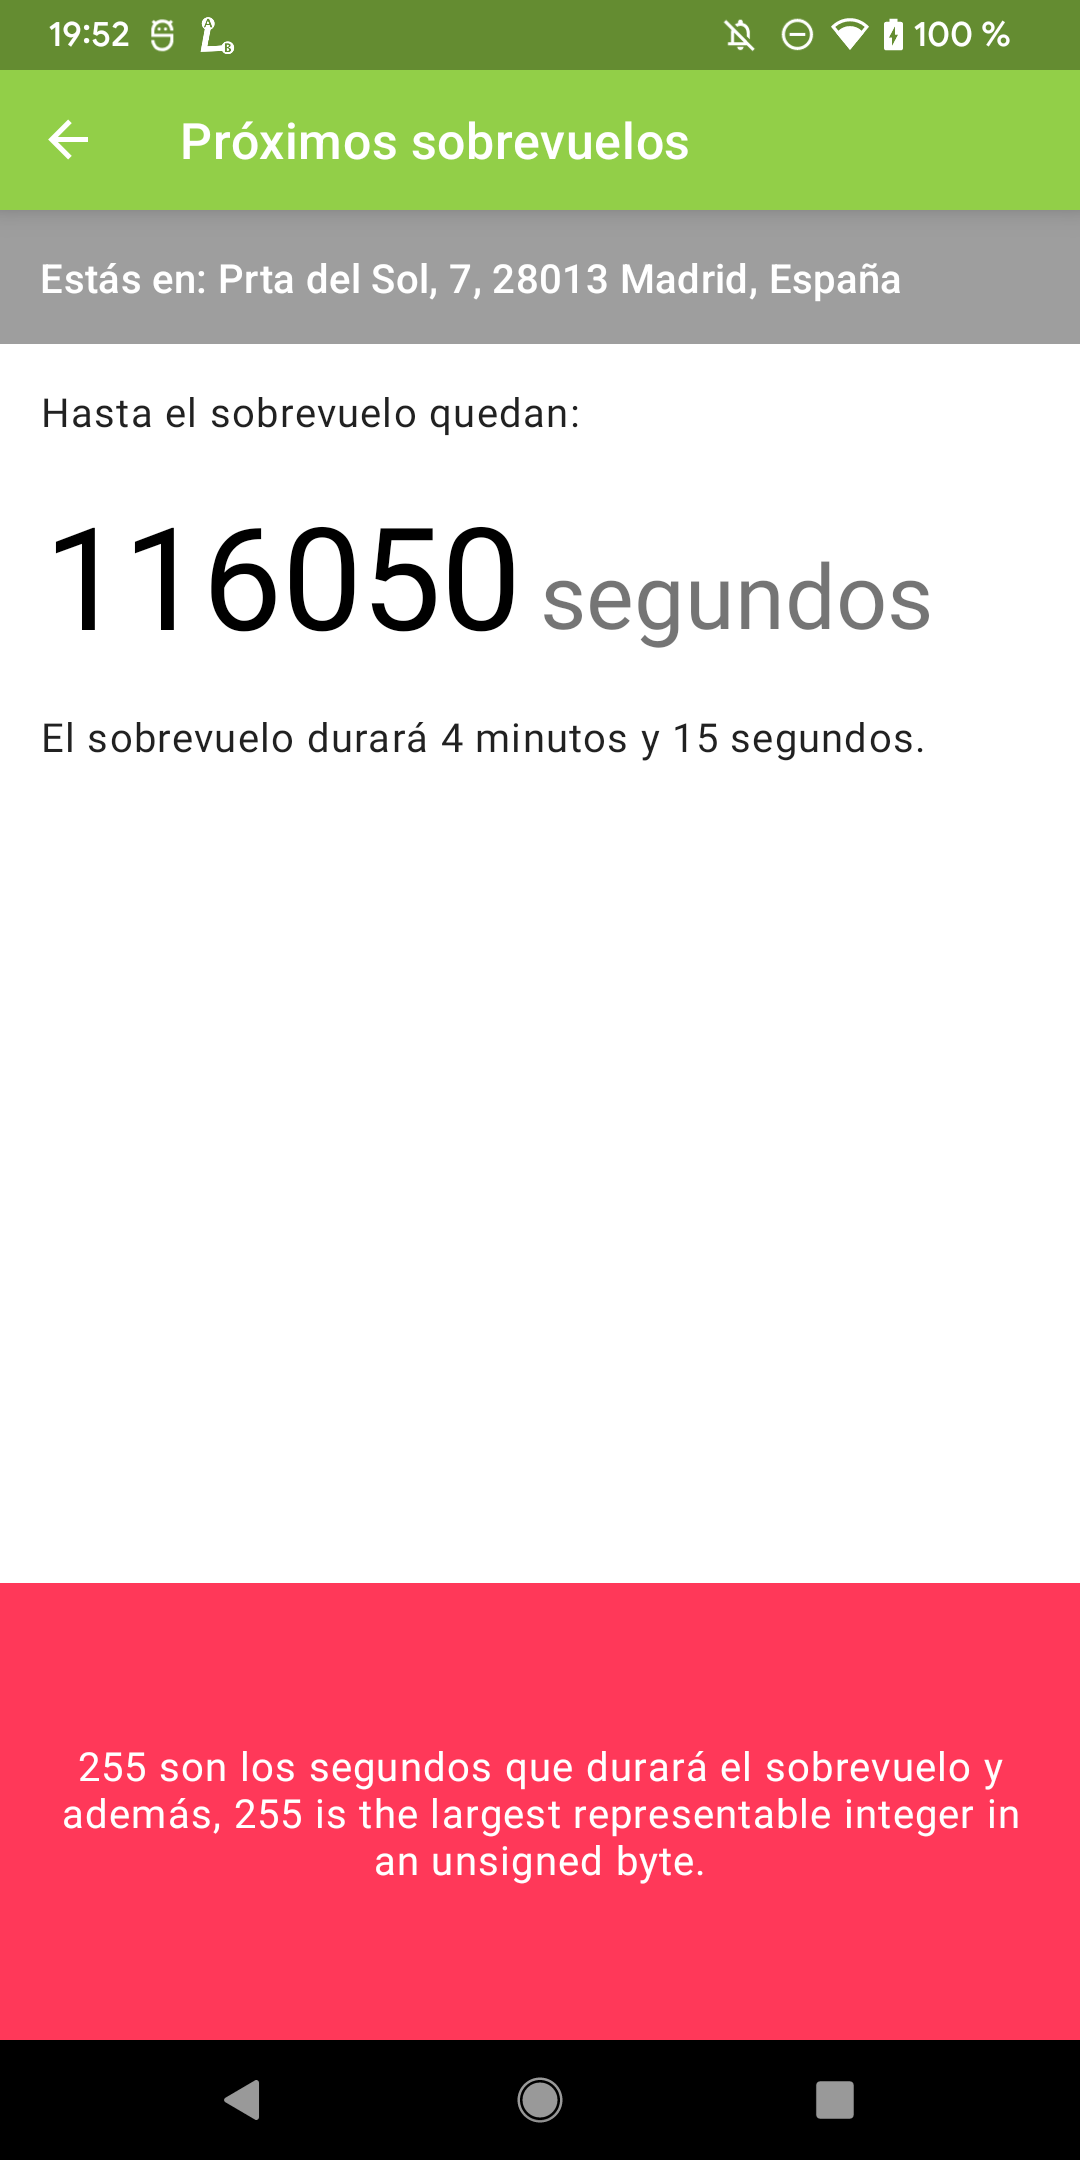 19:52
100 %
Próximos sobrevuelos
Estás en: Prta del Sol, 7, 28013 Madrid, España
Hasta el sobrevuelo quedan:
116050 segundos
El sobrevuelo durará 4 minutos y 15 segundos.
255 son los segundos que durará el sobrevuelo y
además, 255 is the largest representable integer in
an unsigned byte.